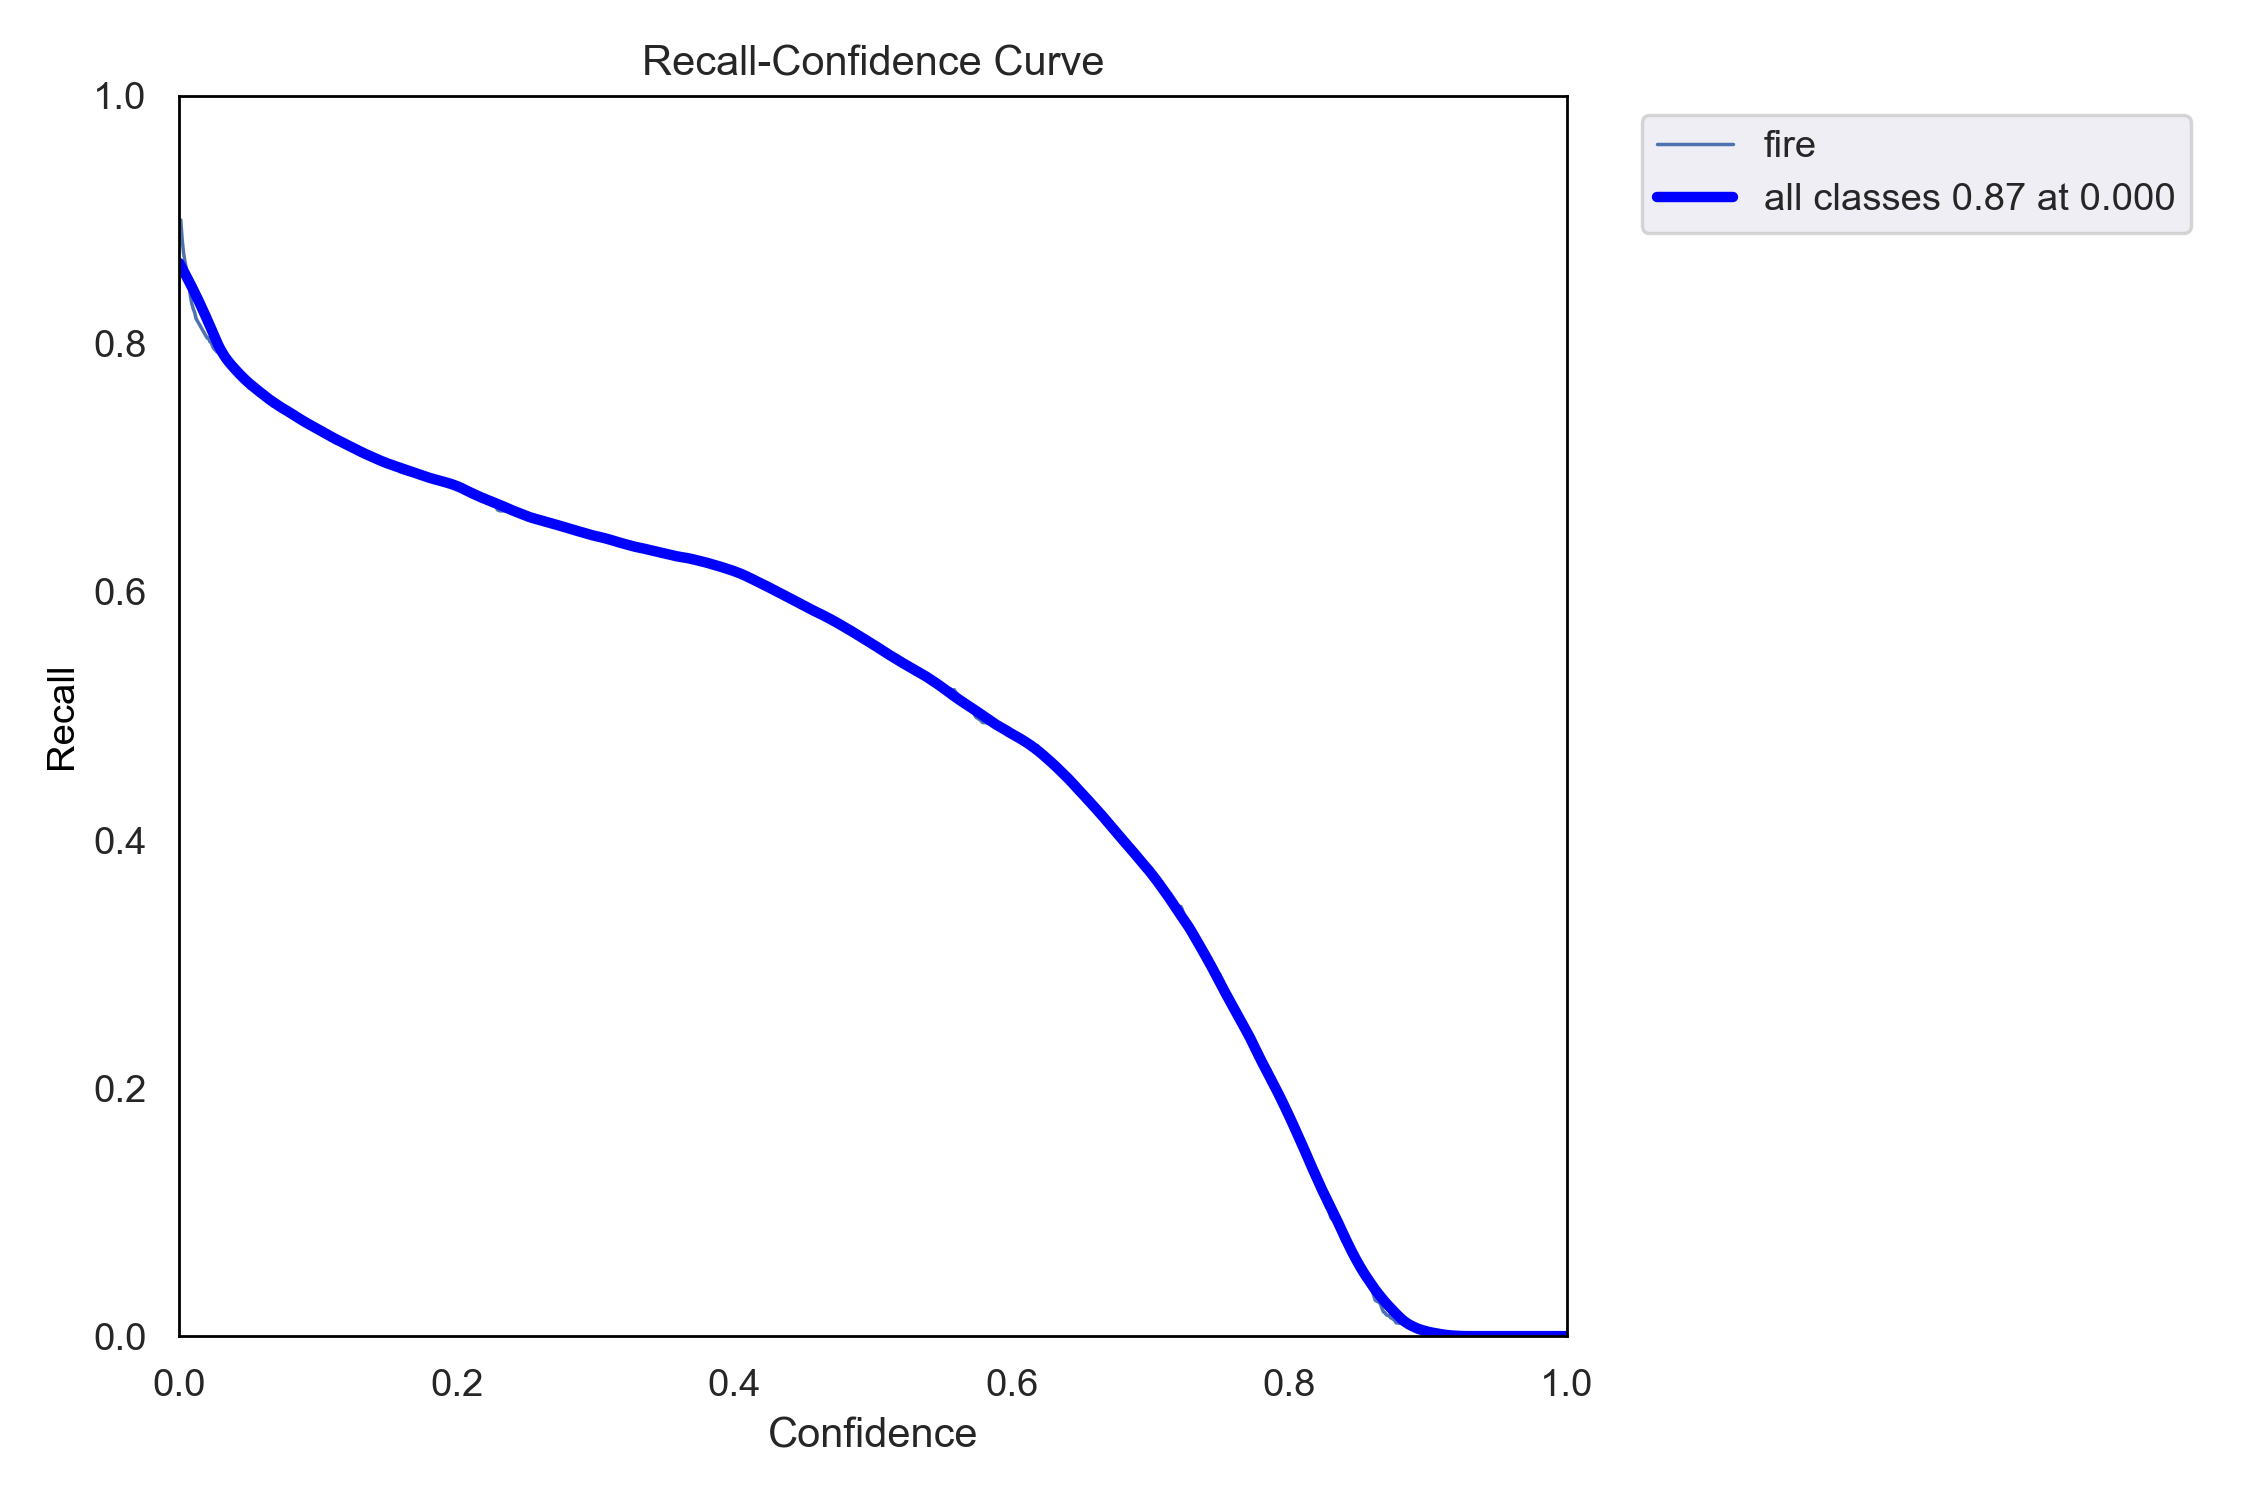 Recall-Confidence Curve
1.0
0.8
0.6
0.4
0.2
0.0
Recall
0.0 0.2 0.4 0.6 0.8 1.0
Confidence
fire
all classes 0.87 at 0.000